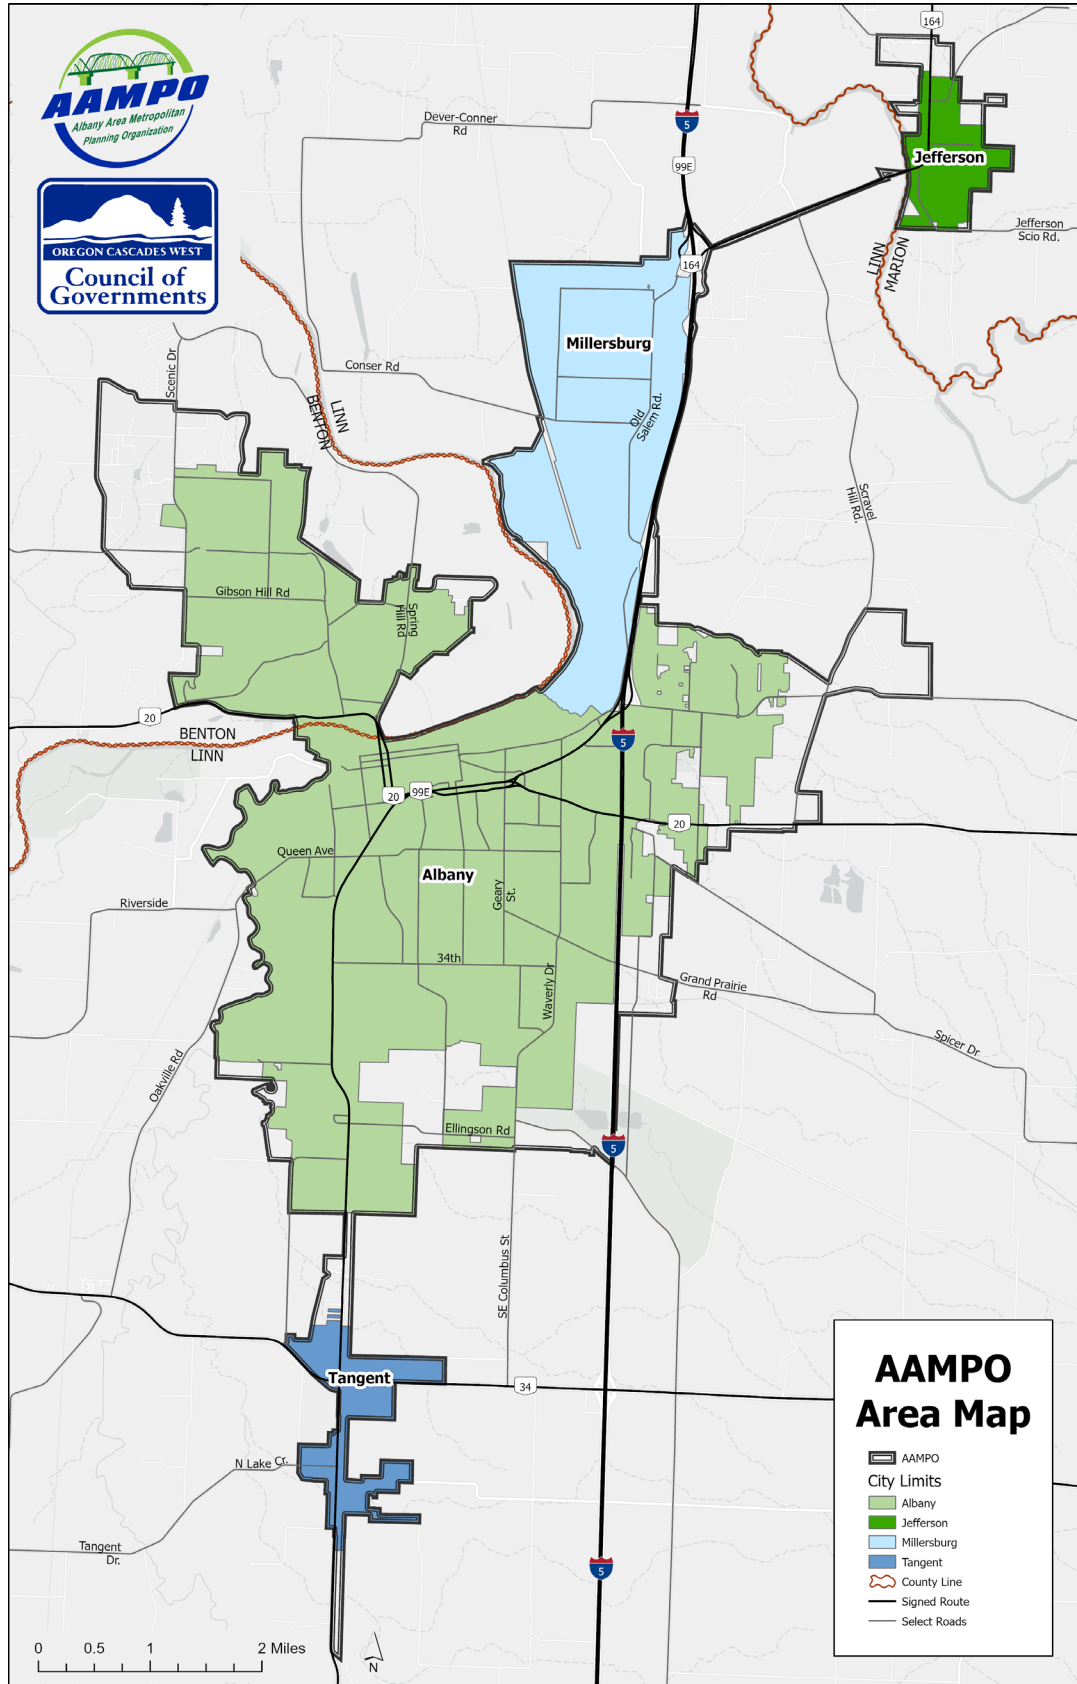 AAMPO
Albany Area Metropolitan
Planning Organization
OREGON CASCADES WEST
Council of
Governments
164
Dever-Conner
Rd
5
99E
Jefferson
Jefferson
Scio Rd.
LINN
MARION
164
Millersburg
Scenic Dr
Conser Rd
LINN
BENTON
Old
Salem Rd.
Scravel
Hill Rd.
Gibson Hill Rd
Spring
Hill Rd
20
BENTON
LINN
5
20
99E
20
Queen Ave
Albany
Geary
St.
Riverside
34th
Waverly Dr
Grand Prairie
Rd
Spicer Dr
Oakville Rd
Ellingson Rd
5
SE Columbus St
Tangent
34
N Lake Cr.
Tangent
Dr.
5
0 0.5 1 2 Miles
N
AAMPO
Area Map
AAMPO
City Limits
Albany
Jefferson
Millersburg
Tangent
County Line
Signed Route
Select Roads